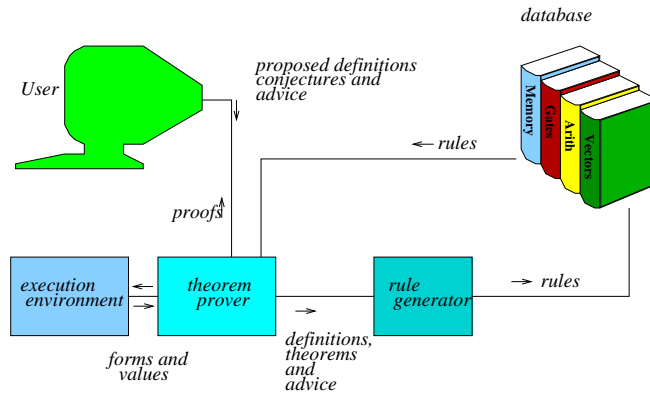 database
User
proposed definitions
conjectures and
advice
Memory
Gates
Arith
Vectors
rules
proofs
execution
environment
theorem
prover
rule
generator
rules
forms and
values
definitions,
theorems
and
advice